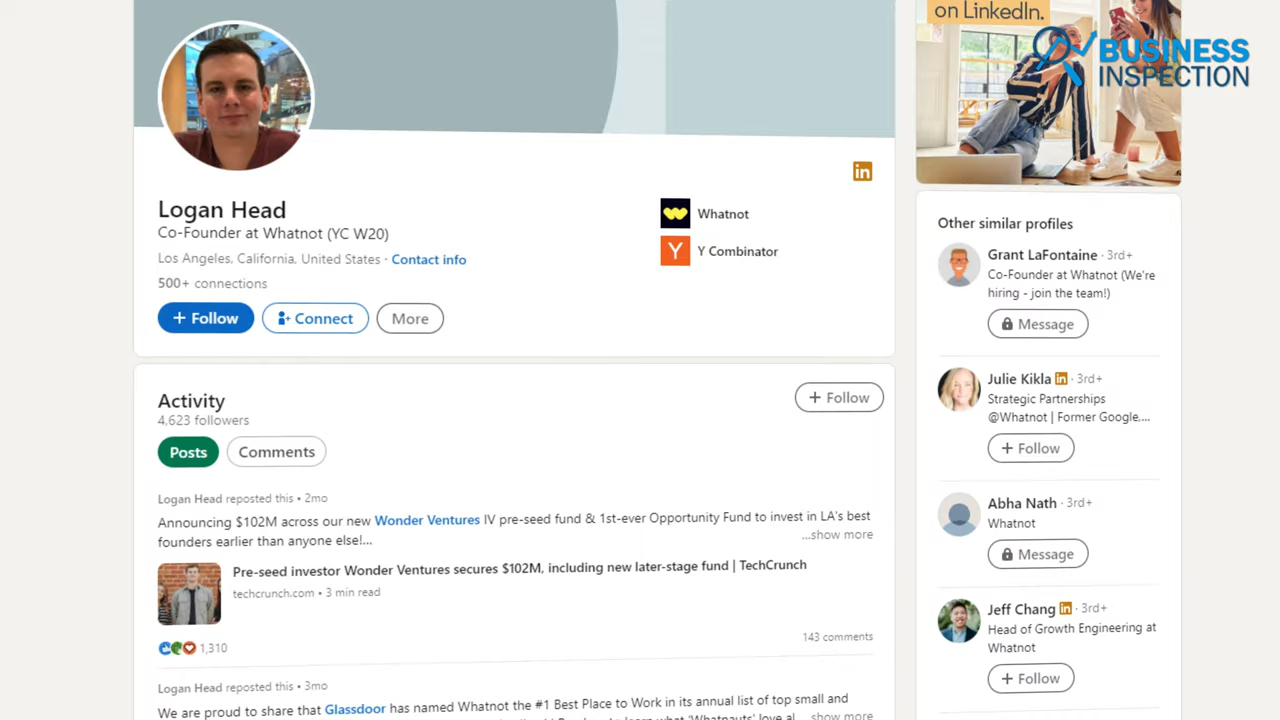 on LinkedIn.
BUSINESS
INSPECTION
in
Logan Head
Co-Founder at Whatnot (YC W20)
Los Angeles, California, United States · Contact info
500+ connections
+ Follow
Connect
More
Whatnot
Y
Y Combinator
Activity
4,623 followers
+ Follow
Posts
Comments
Logan Head reposted this • 2mo
Announcing $102M across our new Wonder Ventures IV pre-seed fund & 1st-ever Opportunity Fund to invest in LA's best
founders earlier than anyone else!...
...show more
Pre-seed investor Wonder Ventures secures $102M, including new later-stage fund | TechCrunch
techcrunch.com • 3 min read
1,310
143 comments
Logan Head reposted this • 3mo
We are proud to share that Glassdoor has named Whatnot the #1 Best Place to Work in its annual list of top small and
...show more
Other similar profiles
Grant LaFontaine · 3rd+
Co-Founder at Whatnot (We're
hiring - join the team!)
Message
Julie Kikla in · 3rd+
Strategic Partnerships
@Whatnot | Former Google,...
+ Follow
Abha Nath · 3rd+
Whatnot
Message
Jeff Chang in · 3rd+
Head of Growth Engineering at
Whatnot
+ Follow